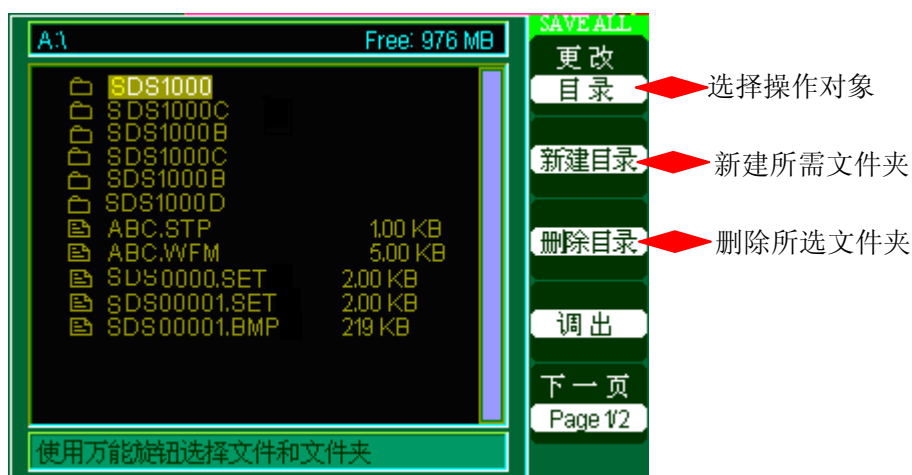 A:\ Free: 976 MB
SDS1000
SDS1000C
SDS1000B
SDS1000C
SDS1000B
SDS1000D
ABC.STP 1.00 KB
ABC.WFM 5.00 KB
SDS0000.SET 2.00 KB
SDS00001.SET 2.00 KB
SDS00001.BMP 219 KB
使用万能旋钮选择文件和文件夹
SAVE ALL
更改
目录
选择操作对象
新建目录
新建所需文件夹
删除目录
删除所选文件夹
调出
下一页
Page 1/2